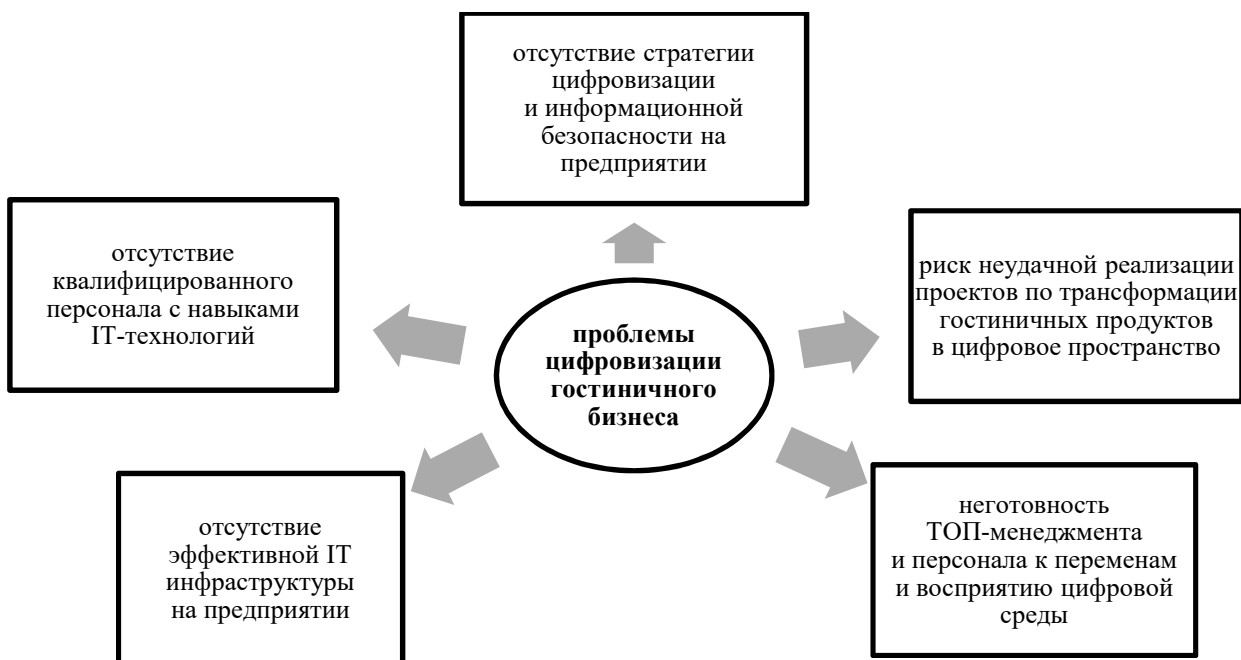 отсутствие стратегии
цифровизации
и информационной
безопасности на
предприятии
отсутствие
квалифицированного
персонала с навыками
IT-технологий
риск неудачной реализации
проектов по трансформации
гостиничных продуктов
в цифровое пространство
проблемы
цифровизации
гостиничного
бизнеса
отсутствие
эффективной IT
инфраструктуры
на предприятии
неготовность
ТОП-менеджмента
и персонала к переменам
и восприятию цифровой
среды